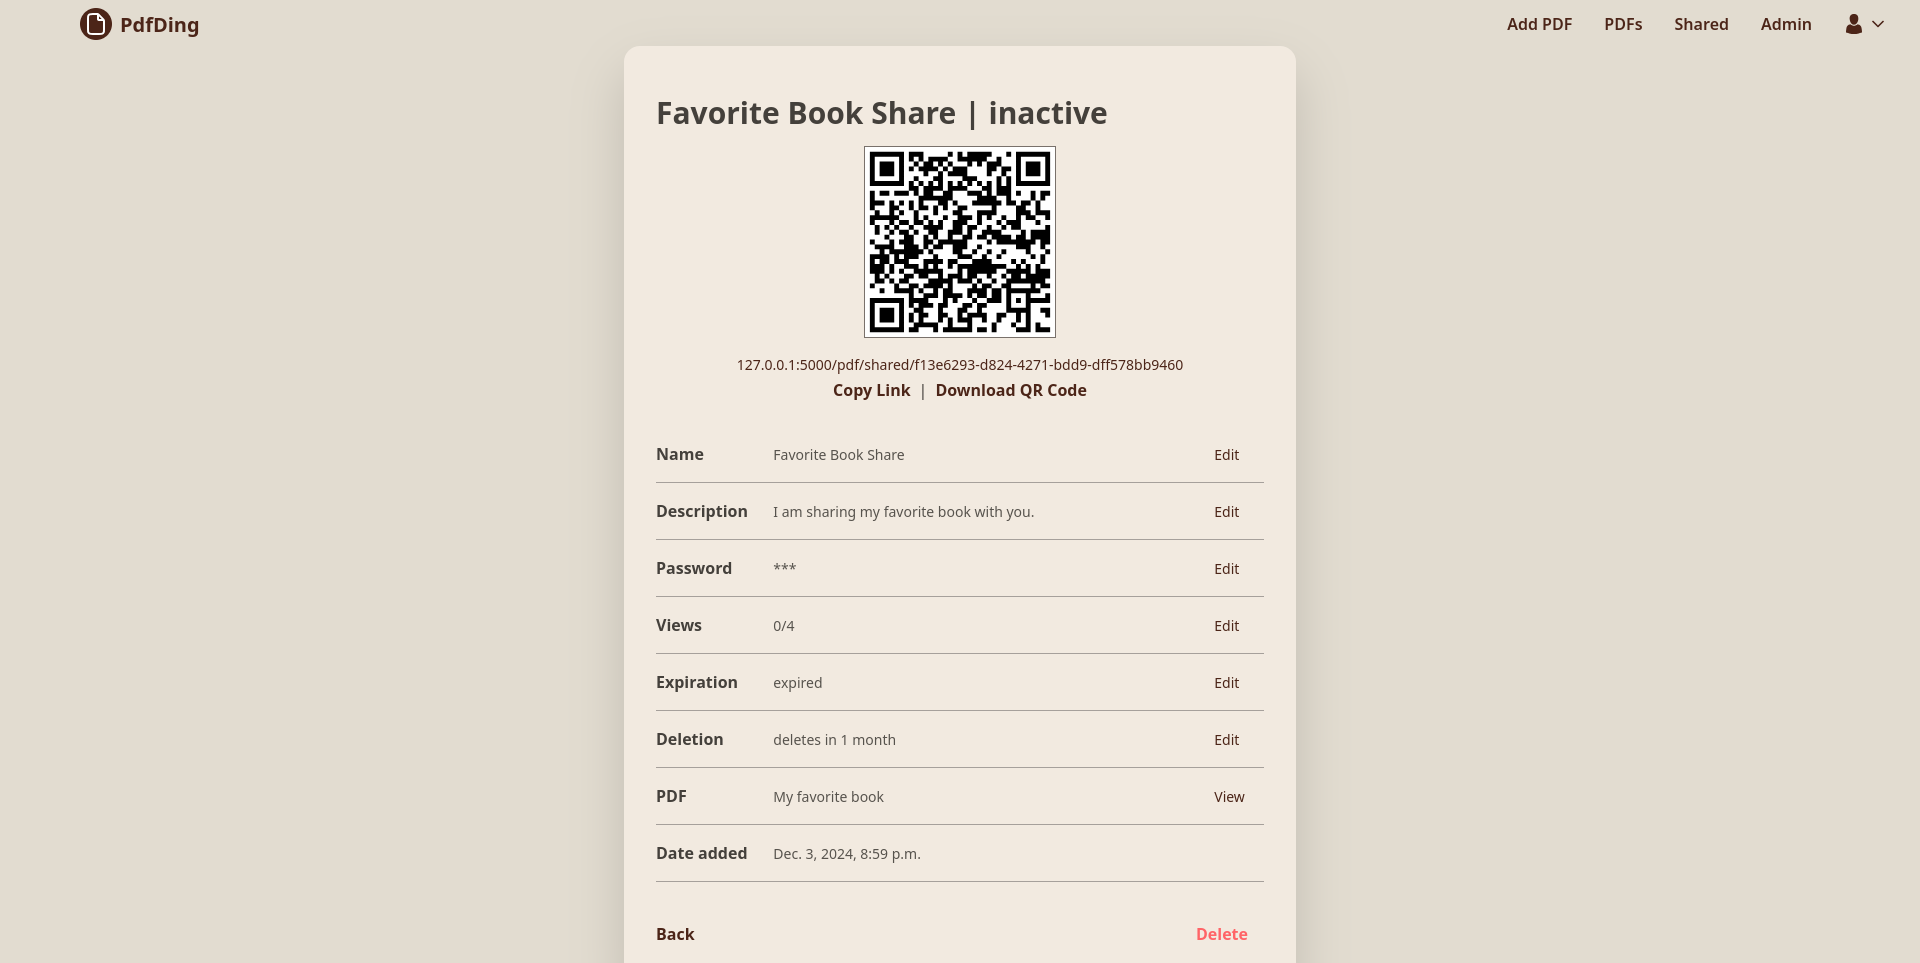 PdfDing
Add PDF PDFs Shared Admin
Favorite Book Share | inactive
127.0.0.1:5000/pdf/shared/f13e6293-d824-4271-bdd9-dff578bb9460
Copy Link | Download QR Code
Name Favorite Book Share Edit
Description I am sharing my favorite book with you. Edit
Password *** Edit
Views 0/4 Edit
Expiration expired Edit
Deletion deletes in 1 month Edit
PDF My favorite book View
Date added Dec. 3, 2024, 8:59 p.m.
Back Delete